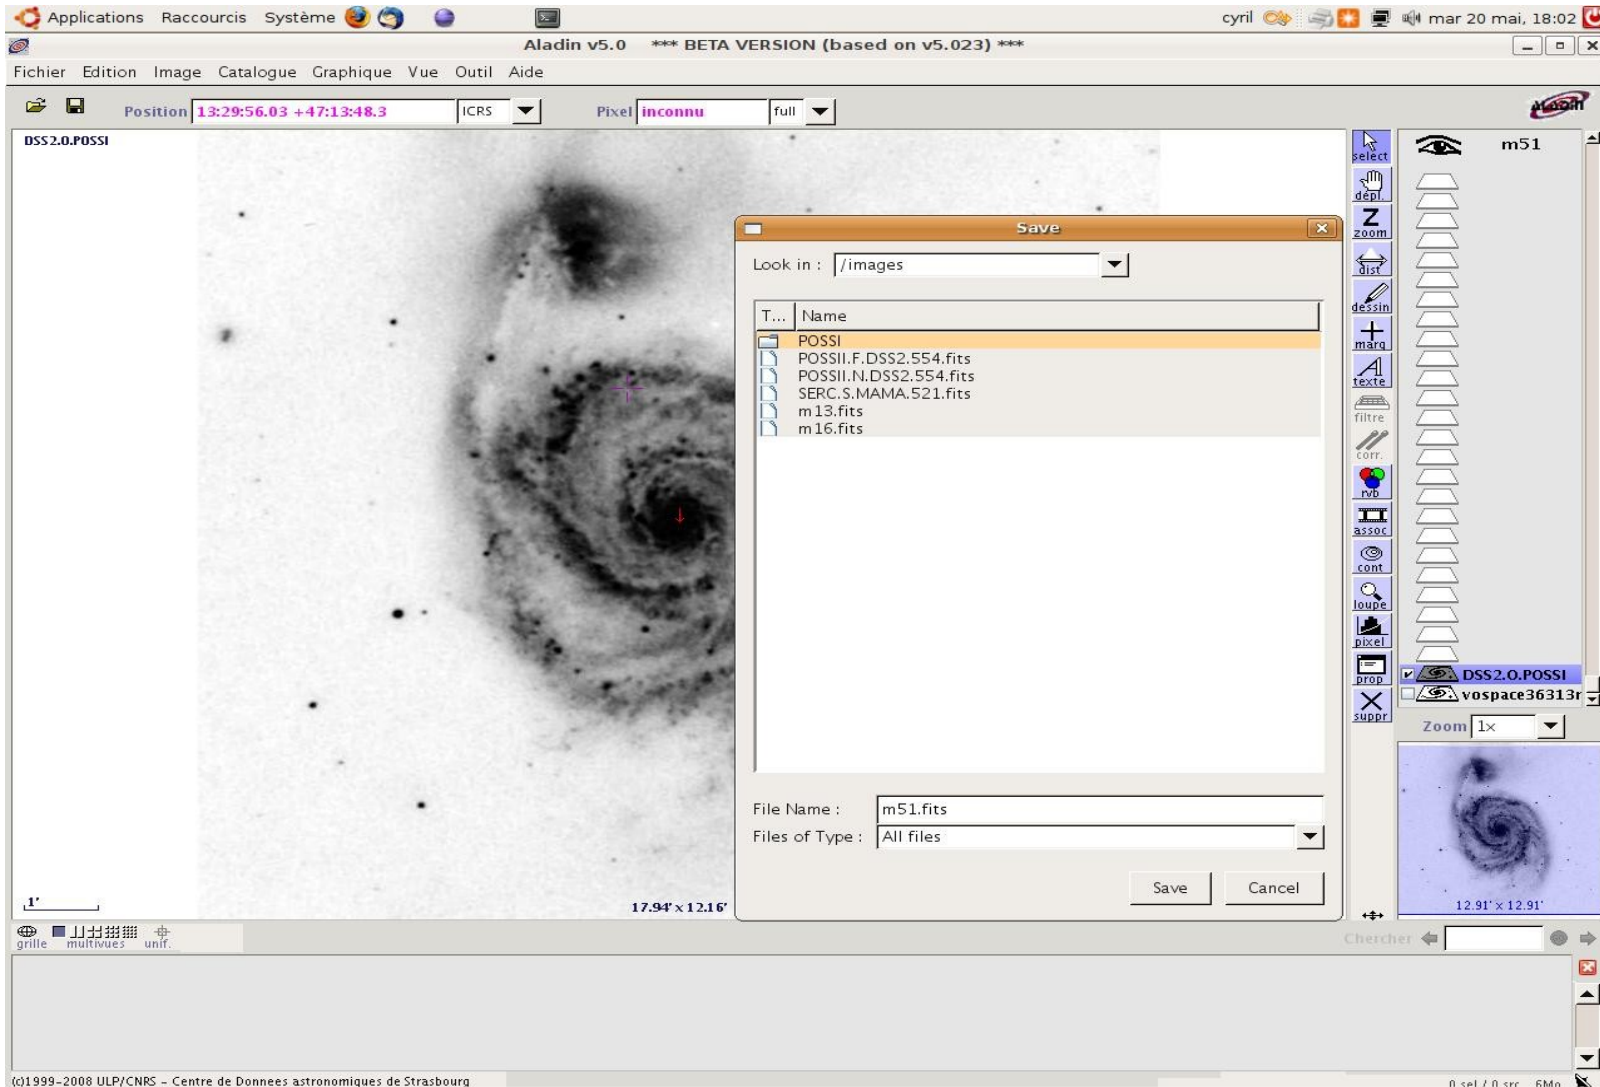 Applications Raccourcis Système cyril mar 20 mai, 18:02
Aladin v5.0 *** BETA VERSION (based on v5.023) ***
Fichier Edition Image Catalogue Graphique Vue Outil Aide
Position 13:29:56.03 +47:13:48.3 ICRS Pixel inconnu full ALADIN
DSS2.O.POSSI
select
dépl.
Z
zoom
dist
dessin
marq
A
texte
filtre
corr.
rvb
assoc
cont
loupe
pixel
prop
suppr
m51
Save
Look in : /images
T... Name
POSSI
POSSII.F.DSS2.554.fits
POSSII.N.DSS2.554.fits
SERC.S.MAMA.521.fits
m13.fits
m16.fits
File Name : m51.fits
Files of Type : All files
Save Cancel
DSS2.O.POSSI
vospace36313r
Zoom 1x
12.91' x 12.91'
1'
17.94' x 12.16'
grille multivues unif.
Chercher
(c)1999-2008 ULP/CNRS - Centre de Donnees astronomiques de Strasbourg
0 sel / 0 src 6Mo